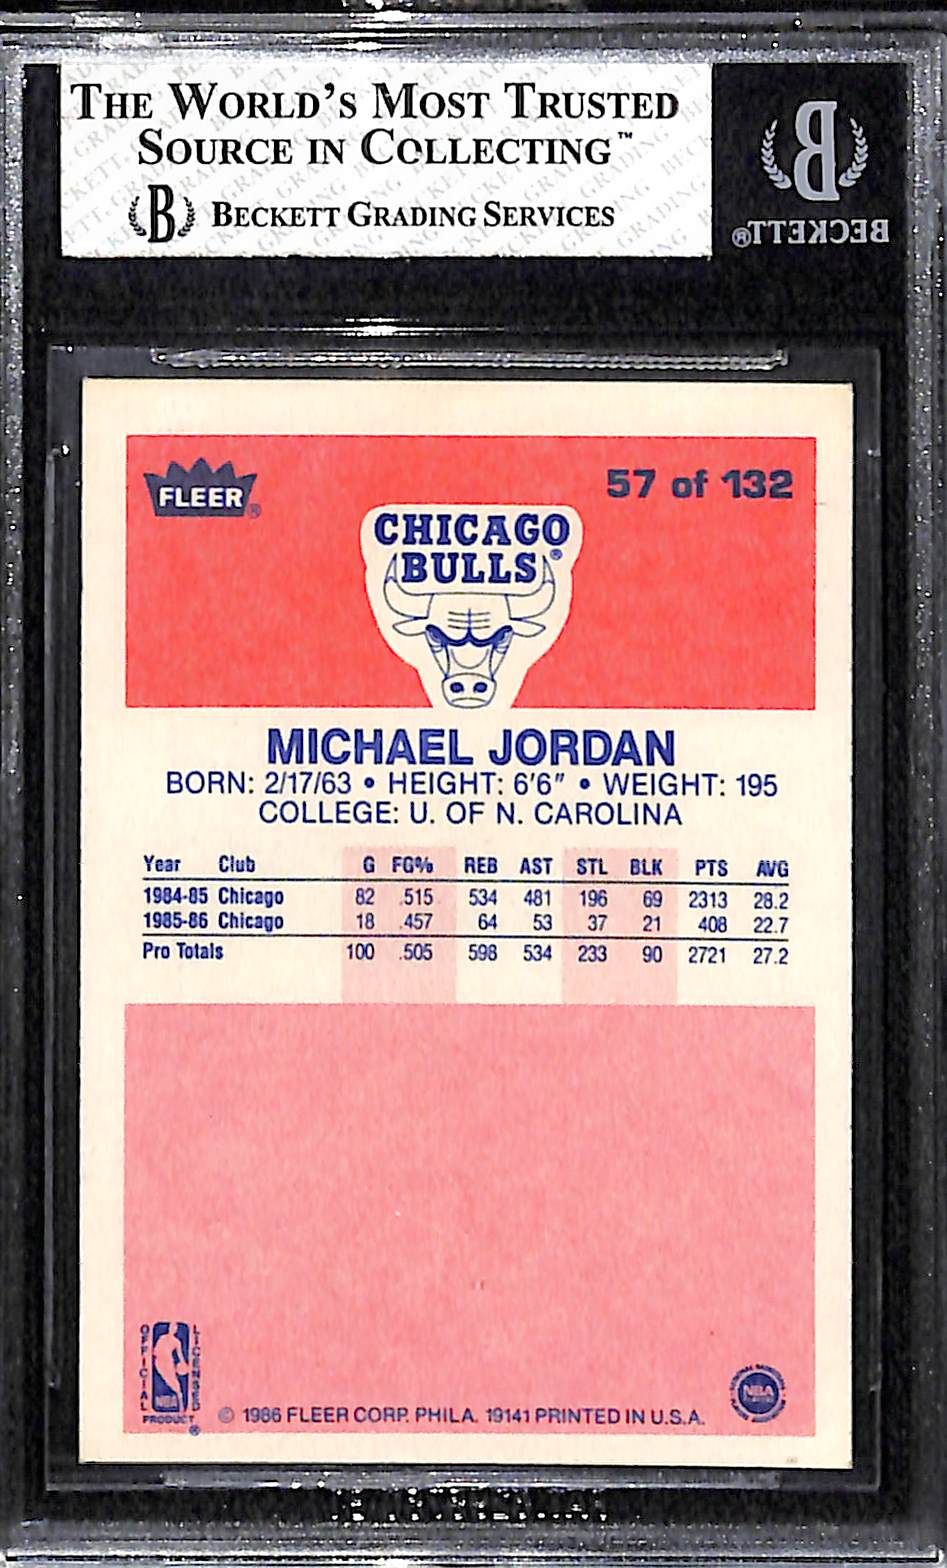 THE WORLD'S MOST TRUSTED
SOURCE IN COLLECTING™
B BECKETT GRADING SERVICES
B
BECKETT®
FLEER®
57 of 132
CHICAGO
BULLS®
MICHAEL JORDAN
BORN: 2/17/63 • HEIGHT: 6'6" • WEIGHT: 195
COLLEGE: U. OF N. CAROLINA
Year Club G FG% REB AST STL BLK PTS AVG
1984-85 Chicago 82 .515 534 481 196 69 2313 28.2
1985-86 Chicago 18 .457 64 53 37 21 408 22.7
Pro Totals 100 .505 598 534 233 90 2721 27.2
OFFICIAL LICENSED
NBA
PRODUCT®
© 1986 FLEER CORP. PHILA. 19141 PRINTED IN U.S.A.
NBA